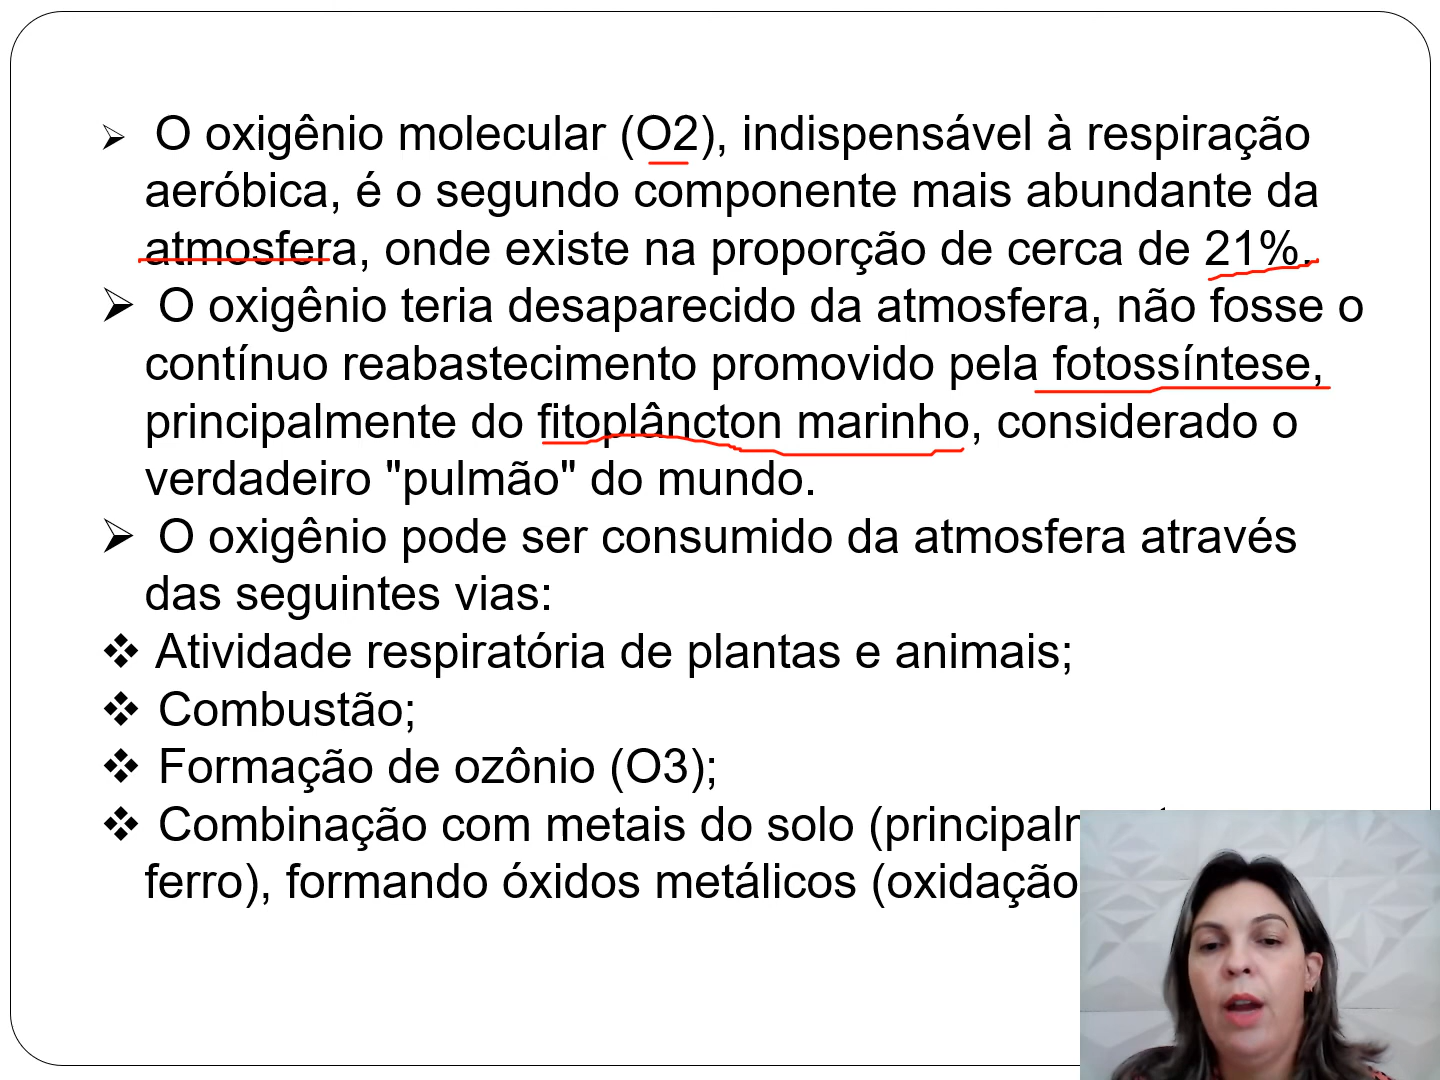 ➢ O oxigênio molecular (O2), indispensável à respiração
aeróbica, é o segundo componente mais abundante da
atmosfera, onde existe na proporção de cerca de 21%.
➢ O oxigênio teria desaparecido da atmosfera, não fosse o
contínuo reabastecimento promovido pela fotossíntese,
principalmente do fitoplâncton marinho, considerado o
verdadeiro "pulmão" do mundo.
➢ O oxigênio pode ser consumido da atmosfera através
das seguintes vias:
❖ Atividade respiratória de plantas e animais;
❖ Combustão;
❖ Formação de ozônio (O3);
❖ Combinação com metais do solo
ferro), formando óxidos metálicos (oxidação